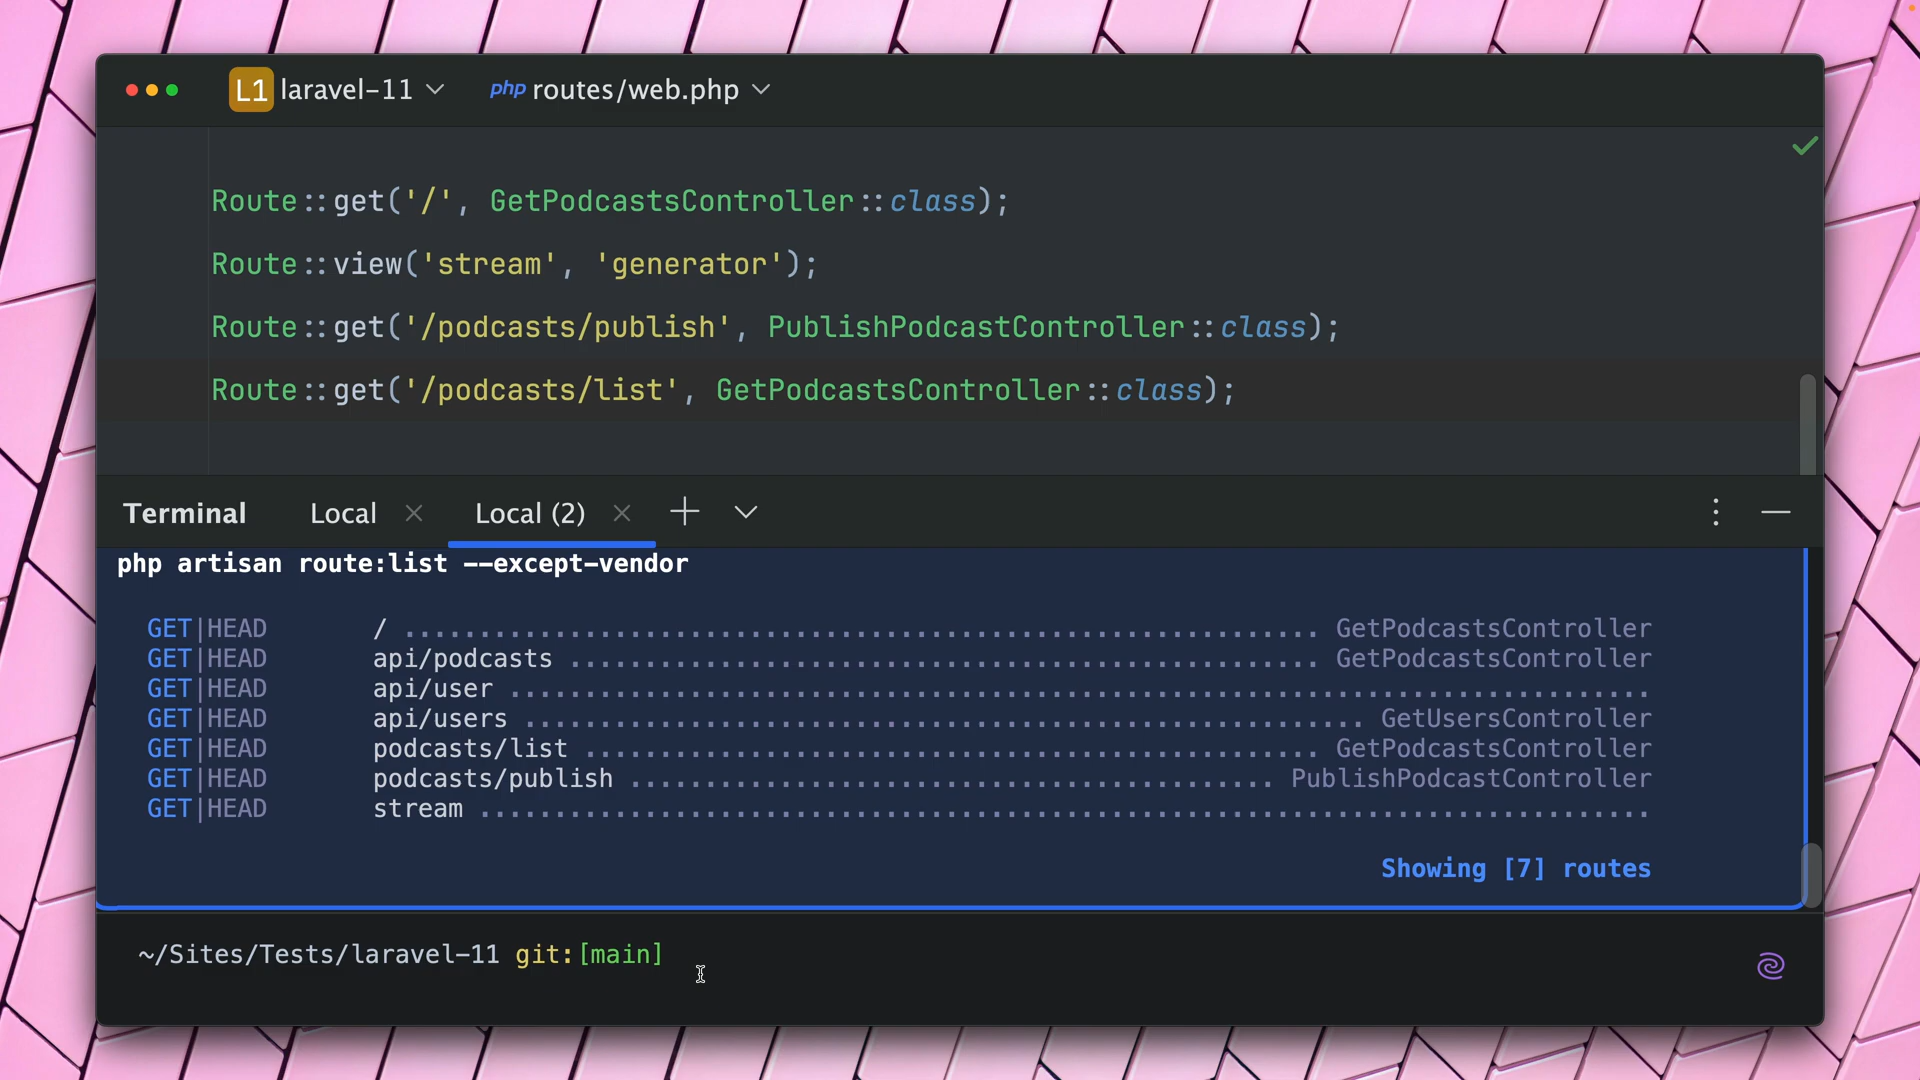 L1 laravel-11 php routes/web.php
Route::get('/', GetPodcastsController::class);
Route::view('stream', 'generator');
Route::get('/podcasts/publish', PublishPodcastController::class);
Route::get('/podcasts/list', GetPodcastsController::class);
Terminal Local Local (2)
php artisan route:list --except-vendor
GET|HEAD / ............................................................. GetPodcastsController
GET|HEAD api/podcasts .................................................. GetPodcastsController
GET|HEAD api/user ............................................................................
GET|HEAD api/users ........................................................ GetUsersController
GET|HEAD podcasts/list ................................................. GetPodcastsController
GET|HEAD podcasts/publish ........................................... PublishPodcastController
GET|HEAD stream ..............................................................................
Showing [7] routes
~/Sites/Tests/laravel-11 git:[main]